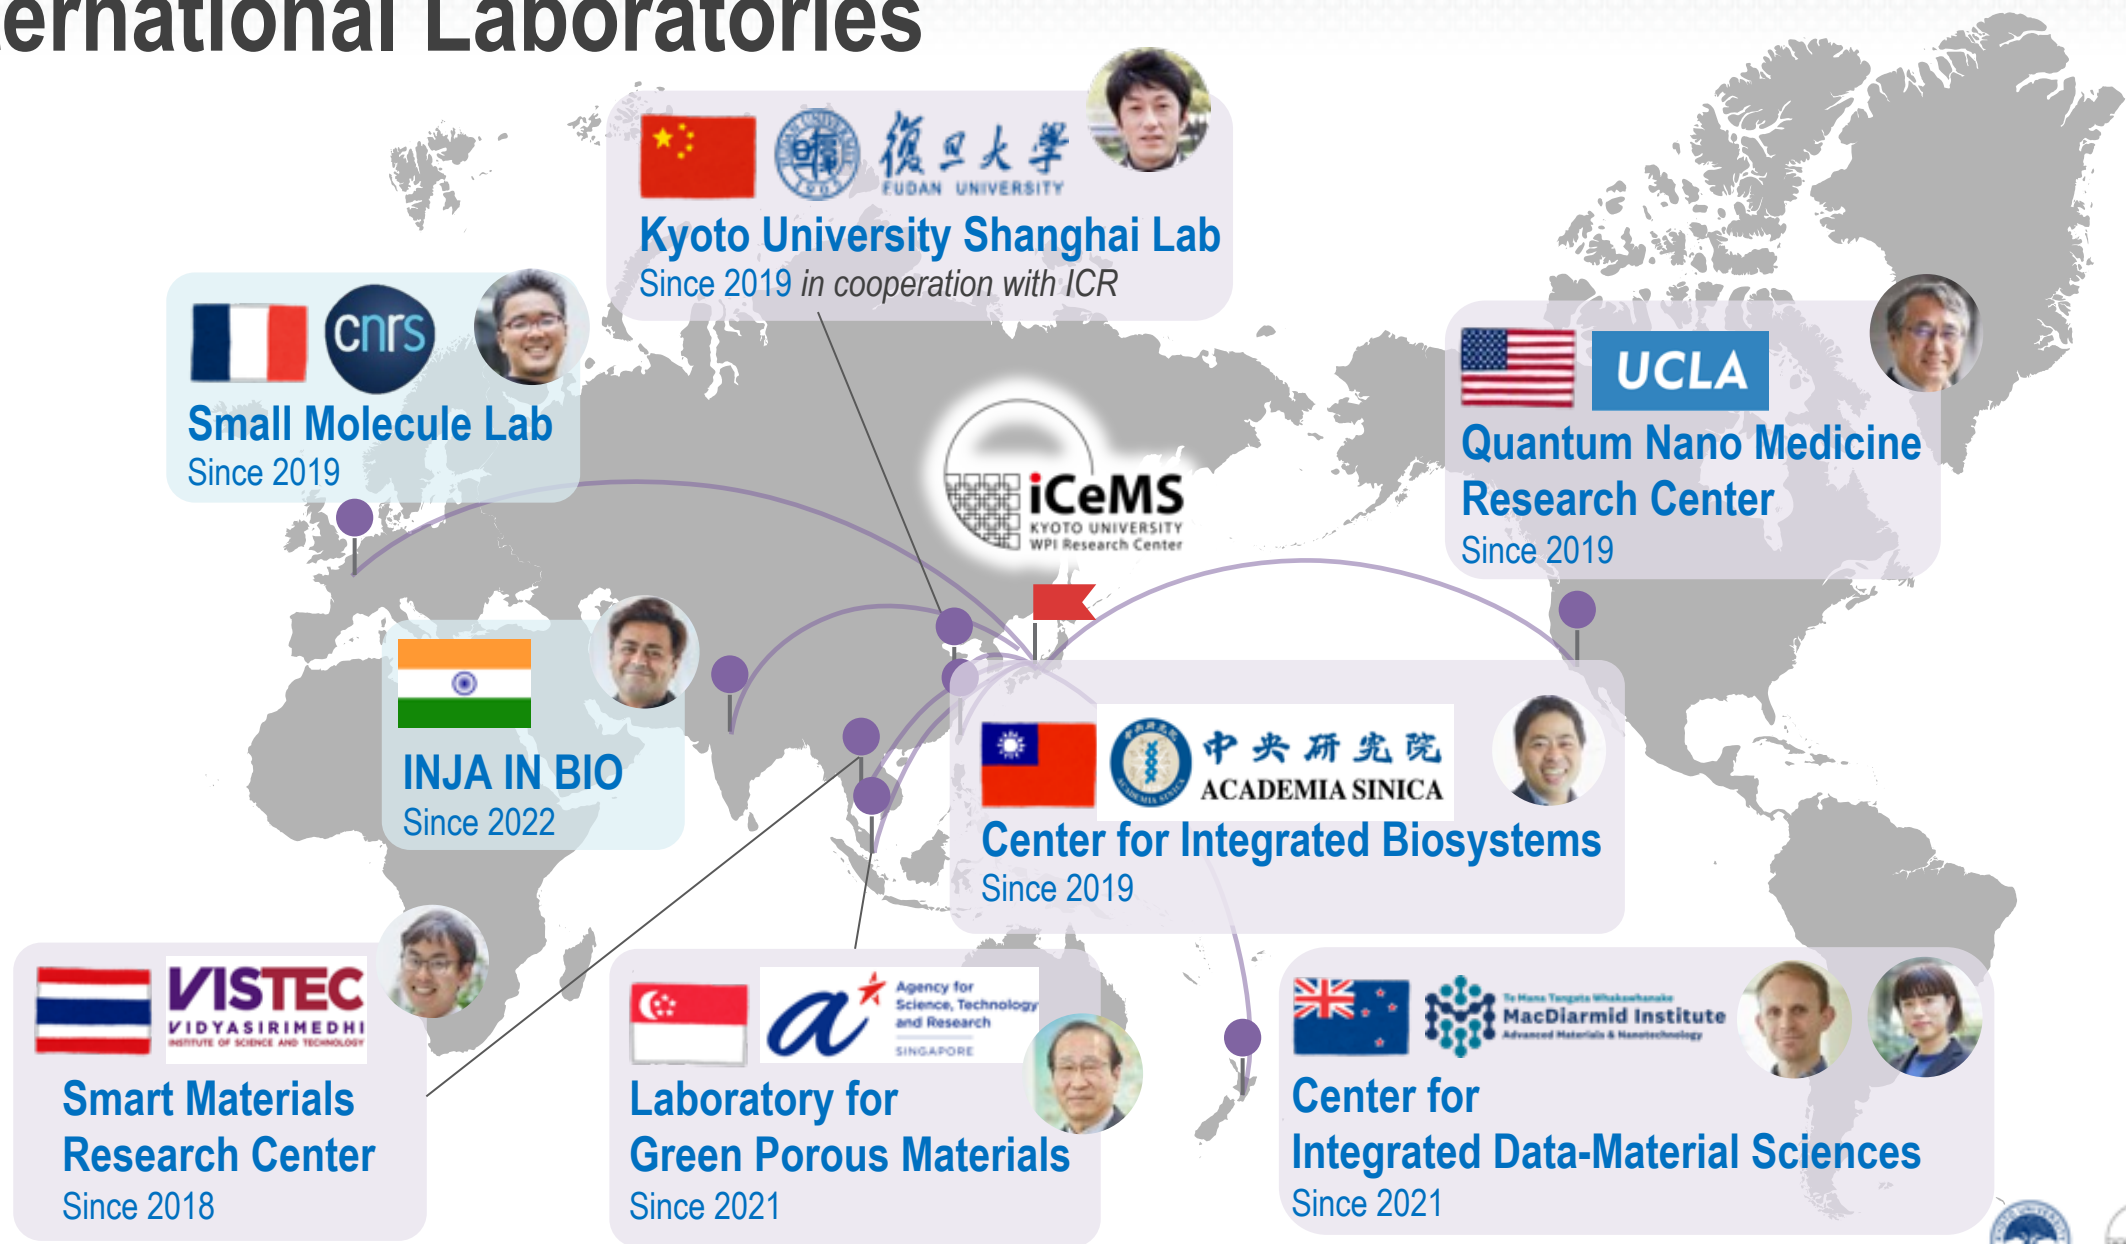 ernational Laboratories
復旦大學
FUDAN UNIVERSITY
Kyoto University Shanghai Lab
Since 2019 in cooperation with ICR
cnrs
Small Molecule Lab
Since 2019
UCLA
Quantum Nano Medicine
Research Center
Since 2019
iCeMS
KYOTO UNIVERSITY
WPI Research Center
INJA IN BIO
Since 2022
中央研究院
ACADEMIA SINICA
Center for Integrated Biosystems
Since 2019
VISTEC
VIDYASIRIMEDHI
INSTITUTE OF SCIENCE AND TECHNOLOGY
Smart Materials
Research Center
Since 2018
Agency for
Science, Technology
and Research
SINGAPORE
Laboratory for
Green Porous Materials
Since 2021
Te Mana Tangata Whakawhanake
MacDiarmid Institute
Advanced Materials & Nanotechnology
Center for
Integrated Data-Material Sciences
Since 2021